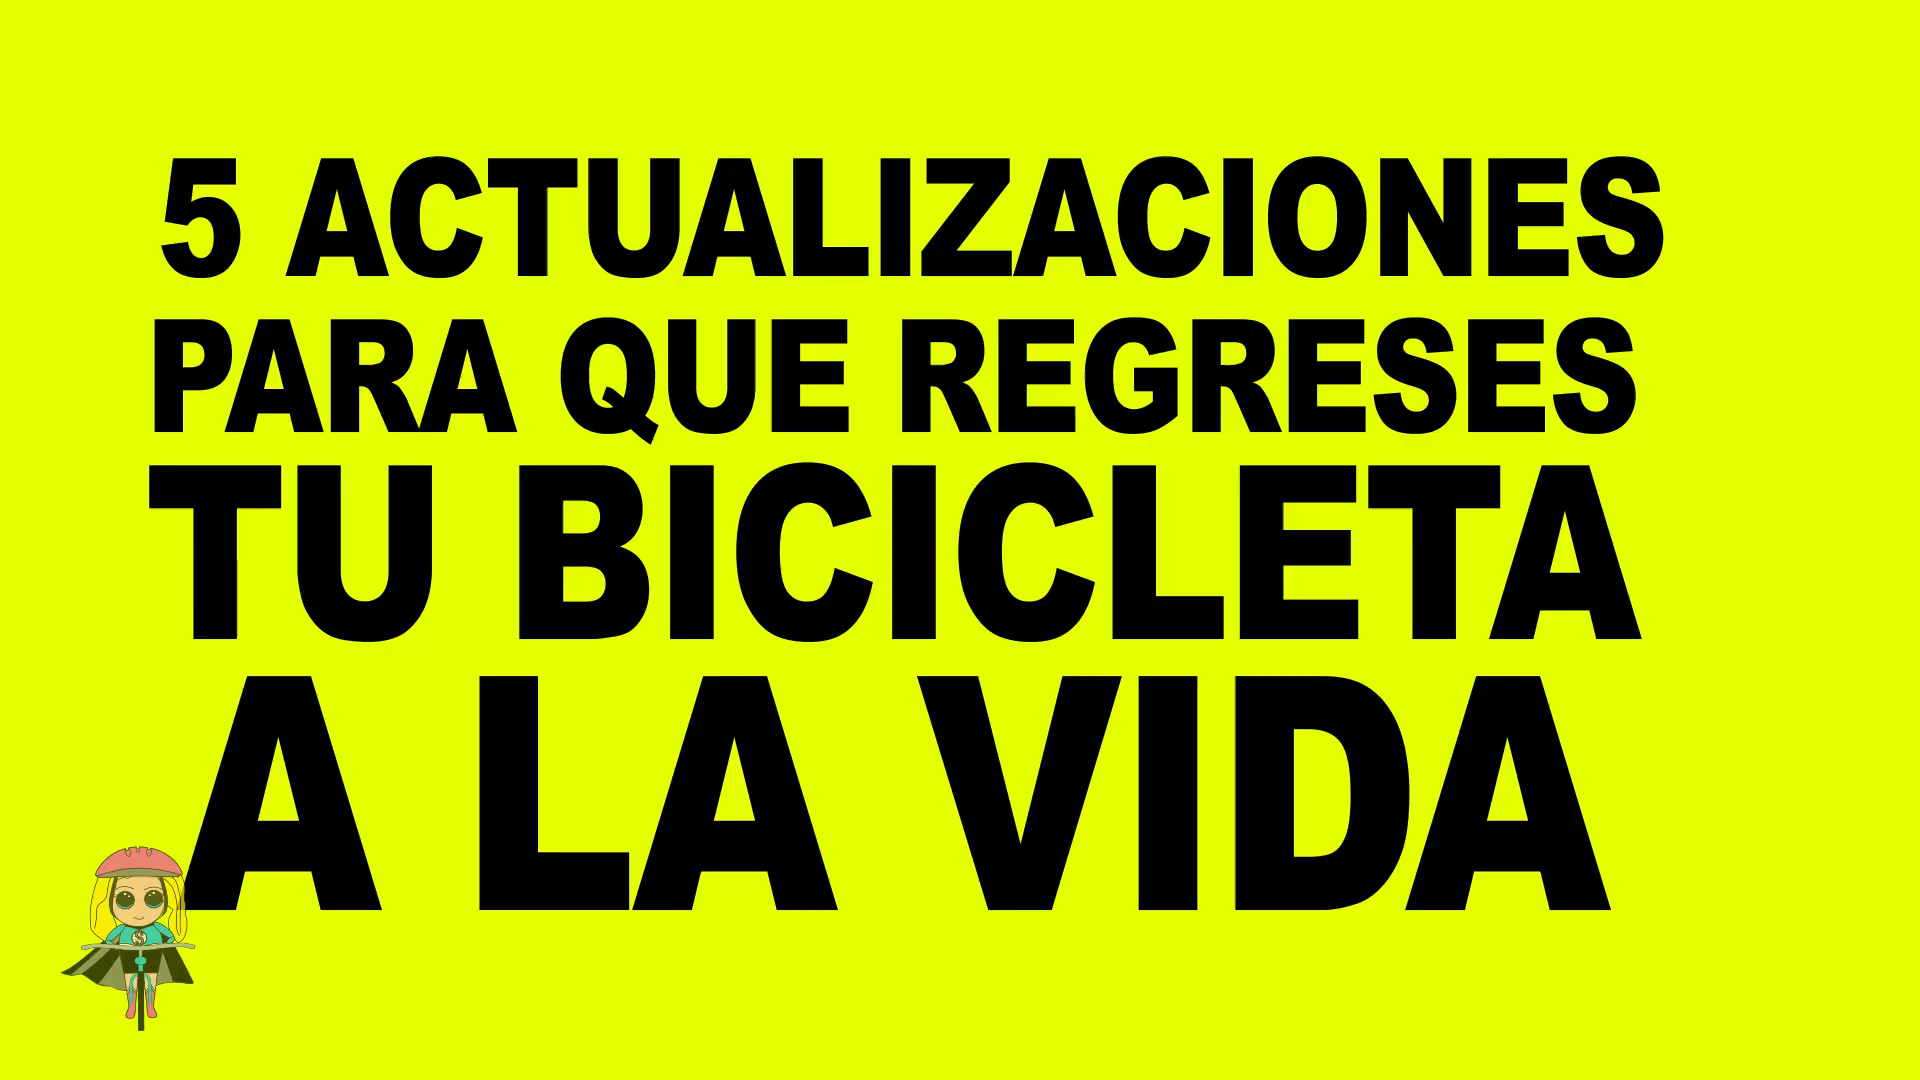 5 ACTUALIZACIONES
PARA QUE REGRESES
TU BICICLETA
A LA VIDA